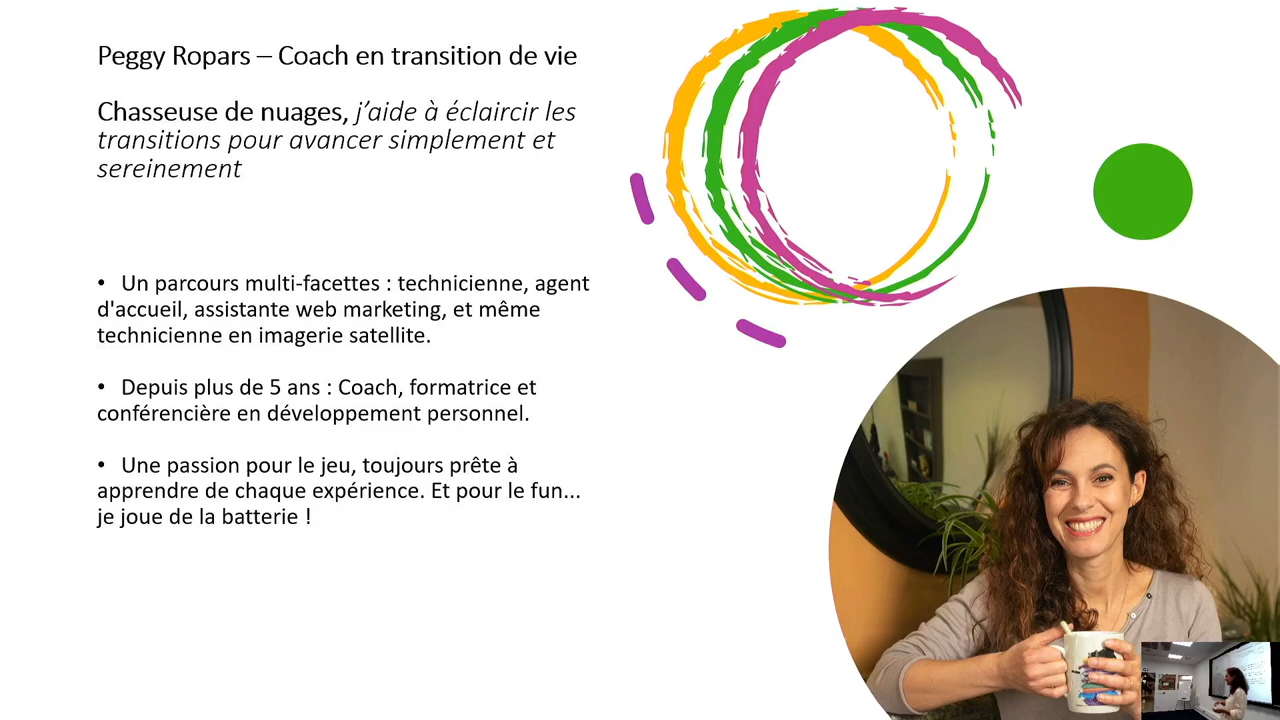 Peggy Ropars – Coach en transition de vie
Chasseuse de nuages, j’aide à éclaircir les
transitions pour avancer simplement et
sereinement
• Un parcours multi-facettes : technicienne, agent
d'accueil, assistante web marketing, et même
technicienne en imagerie satellite.
• Depuis plus de 5 ans : Coach, formatrice et
conférencière en développement personnel.
• Une passion pour le jeu, toujours prête à
apprendre de chaque expérience. Et pour le fun...
je joue de la batterie !